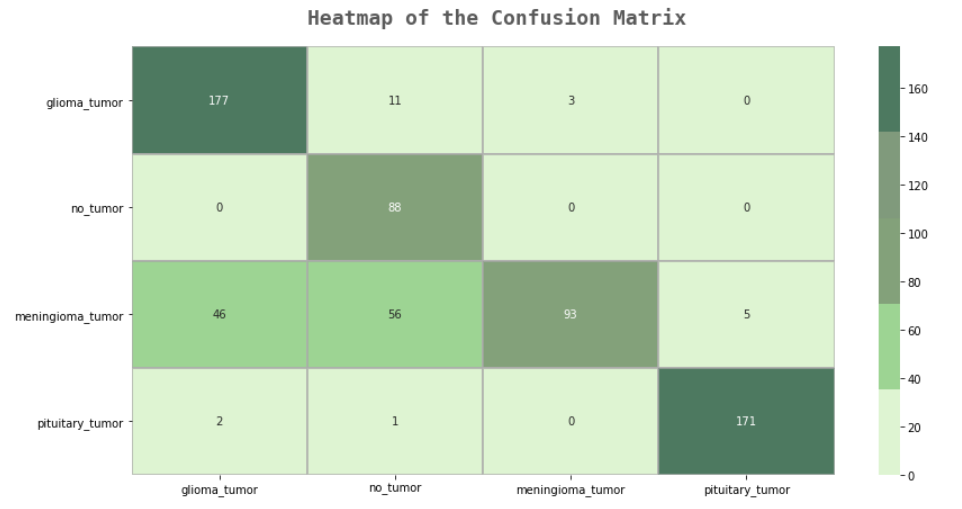 Heatmap of the Confusion Matrix
glioma_tumor 177 11 3 0
no_tumor 0 88 0 0
meningioma_tumor 46 56 93 5
pituitary_tumor 2 1 0 171
glioma_tumor no_tumor meningioma_tumor pituitary_tumor
160
140
120
100
80
60
40
20
0